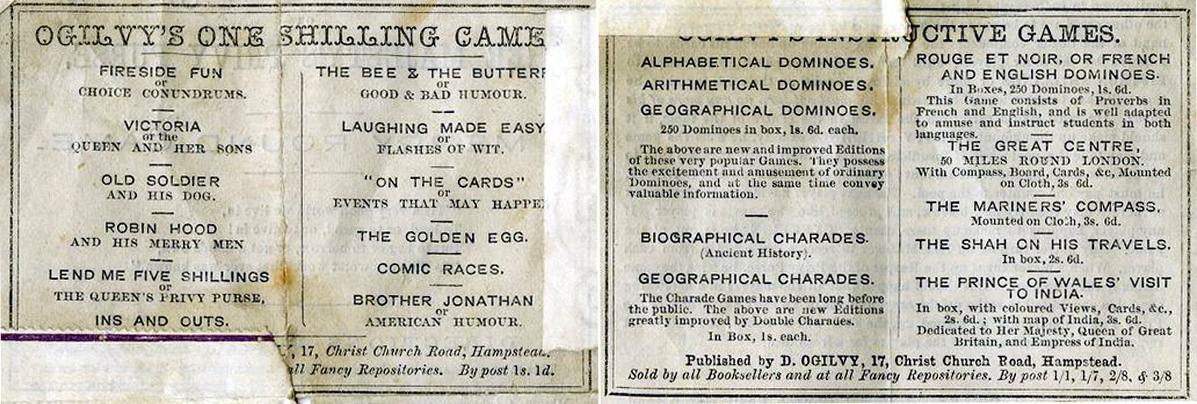 OGILVY'S ONE SHILLING GAME
FIRESIDE FUN
or
CHOICE CONUNDRUMS.
VICTORIA
or the
QUEEN AND HER SONS
OLD SOLDIER
AND HIS DOG.
ROBIN HOOD
AND HIS MERRY MEN
LEND ME FIVE SHILLINGS
or
THE QUEEN'S PRIVY PURSE,
INS AND OUTS.
THE BEE & THE BUTTERF
or
GOOD & BAD HUMOUR.
LAUGHING MADE EASY
or
FLASHES OF WIT.
"ON THE CARDS"
or
EVENTS THAT MAY HAPPE
THE GOLDEN EGG.
COMIC RACES.
BROTHER JONATHAN
or
AMERICAN HUMOUR.
17, Christ Church Road, Hampstead.
all Fancy Repositories. By post 1s. 1d.
OGILVY'S INSTRUCTIVE GAMES.
ALPHABETICAL DOMINOES.
ARITHMETICAL DOMINOES.
GEOGRAPHICAL DOMINOES.
250 Dominoes in box, 1s. 6d. each.
The above are new and improved Editions
of these very popular Games. They possess
the excitement and amusement of ordinary
Dominoes, and at the same time convey
valuable information.
BIOGRAPHICAL CHARADES.
(Ancient History).
GEOGRAPHICAL CHARADES.
The Charade Games have been long before
the public. The above are new Editions
greatly improved by Double Charades.
In Box, 1s. each.
ROUGE ET NOIR, OR FRENCH
AND ENGLISH DOMINOES.
In Boxes, 250 Dominoes, 1s. 6d.
This Game consists of Proverbs in
French and English, and is well adapted
to amuse and instruct students in both
languages.
THE GREAT CENTRE,
50 MILES ROUND LONDON.
With Compass, Board, Cards, &c, Mounted
on Cloth, 3s. 6d.
THE MARINERS' COMPASS,
Mounted on Cloth, 3s. 6d.
THE SHAH ON HIS TRAVELS.
In box, 2s. 6d.
THE PRINCE OF WALES' VISIT
TO INDIA.
In box, with coloured Views, Cards, &c.,
2s. 6d.; with map of India, 3s. 6d.
Dedicated to Her Majesty, Queen of Great
Britain, and Empress of India.
Published by D. OGILVY, 17, Christ Church Road, Hampstead.
Sold by all Booksellers and at all Fancy Repositories. By post 1/1, 1/7, 2/8, & 3/8